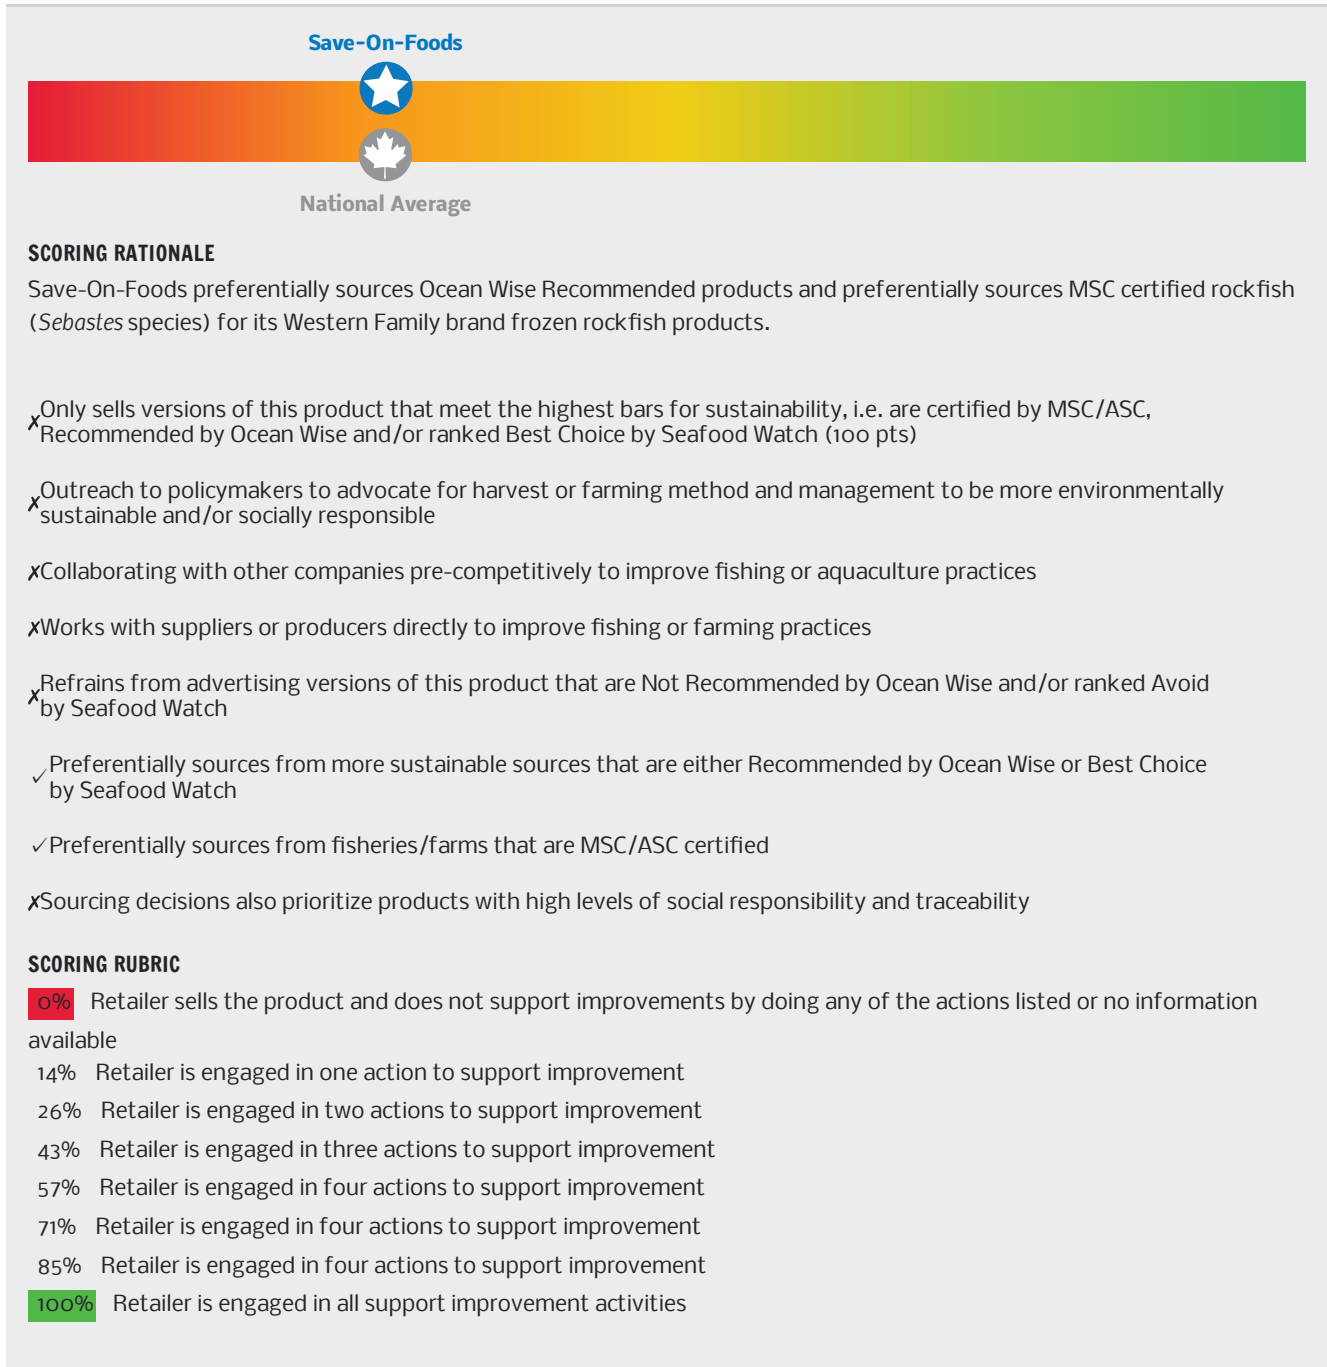 Save-On-Foods
National Average
SCORING RATIONALE
Save-On-Foods preferentially sources Ocean Wise Recommended products and preferentially sources MSC certified rockfish
(Sebastes species) for its Western Family brand frozen rockfish products.
✗Only sells versions of this product that meet the highest bars for sustainability, i.e. are certified by MSC/ASC,
Recommended by Ocean Wise and/or ranked Best Choice by Seafood Watch (100 pts)
✗Outreach to policymakers to advocate for harvest or farming method and management to be more environmentally
sustainable and/or socially responsible
✗Collaborating with other companies pre-competitively to improve fishing or aquaculture practices
✗Works with suppliers or producers directly to improve fishing or farming practices
✗Refrains from advertising versions of this product that are Not Recommended by Ocean Wise and/or ranked Avoid
by Seafood Watch
✓Preferentially sources from more sustainable sources that are either Recommended by Ocean Wise or Best Choice
by Seafood Watch
✓Preferentially sources from fisheries/farms that are MSC/ASC certified
✗Sourcing decisions also prioritize products with high levels of social responsibility and traceability
SCORING RUBRIC
0% Retailer sells the product and does not support improvements by doing any of the actions listed or no information
available
14% Retailer is engaged in one action to support improvement
26% Retailer is engaged in two actions to support improvement
43% Retailer is engaged in three actions to support improvement
57% Retailer is engaged in four actions to support improvement
71% Retailer is engaged in four actions to support improvement
85% Retailer is engaged in four actions to support improvement
100% Retailer is engaged in all support improvement activities